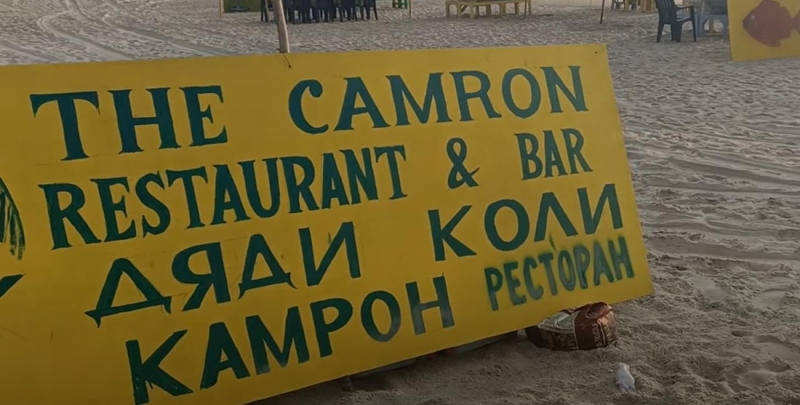 THE CAMRON
RESTAURANT & BAR
ДЯДИ КОЛИ
КАМРОН РЕСТОРАН